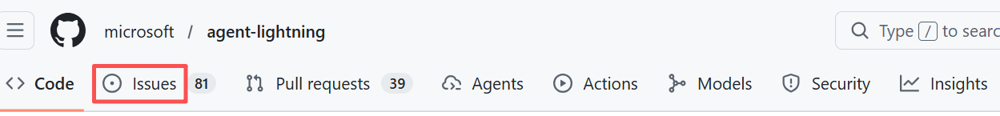 microsoft / agent-lightning
Type / to searc
Code Issues 81 Pull requests 39 Agents Actions Models Security Insights